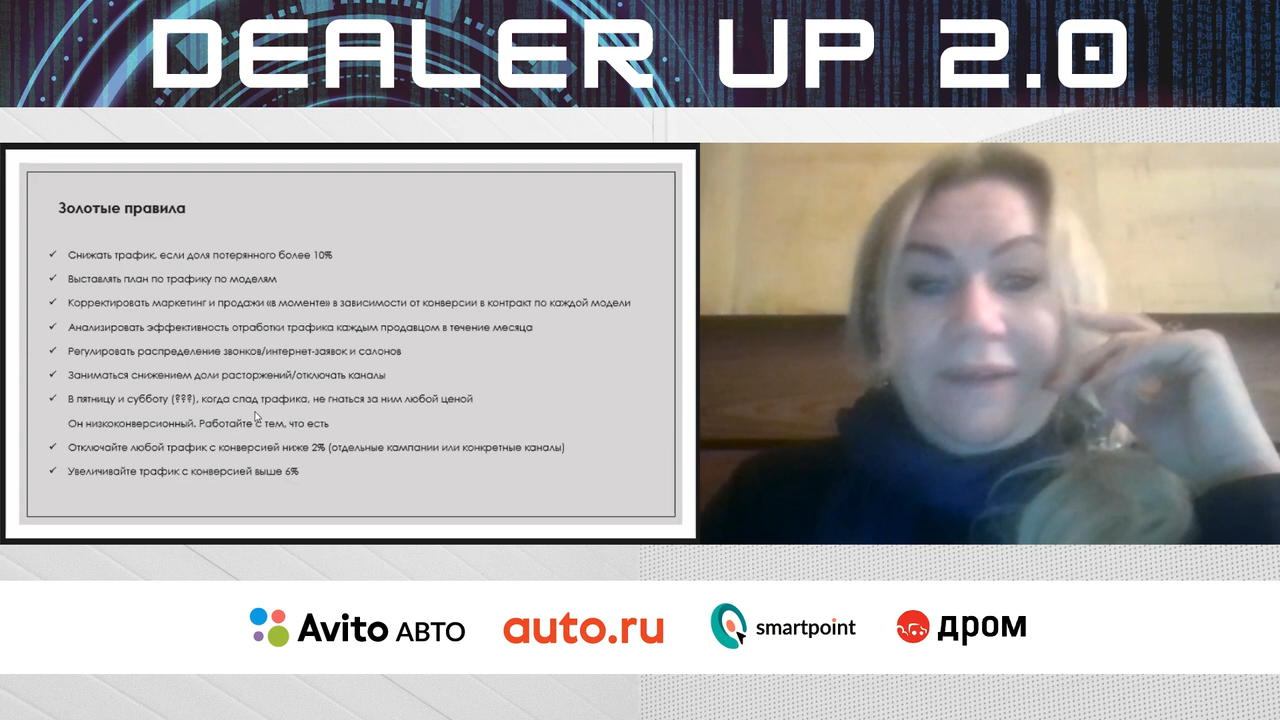 DEALER UP 2.0
Золотые правила
✓ Снижать трафик, если доля потерянного более 10%
✓ Выставлять план по трафику по моделям
✓ Корректировать маркетинг и продажи «в моменте» в зависимости от конверсии в контракт по каждой модели
✓ Анализировать эффективность отработки трафика каждым продавцом в течение месяца
✓ Регулировать распределение звонков/интернет-заявок и салонов
✓ Заниматься снижением доли расторжений/отключать каналы
✓ В пятницу и субботу (???), когда спад трафика, не гнаться за ним любой ценой
Он низкоконверсионный. Работайте с тем, что есть
✓ Отключайте любой трафик с конверсией ниже 2% (отдельные кампании или конкретные каналы)
✓ Увеличивайте трафик с конверсией выше 6%
Avito АВТО
auto.ru
smartpoint
дром